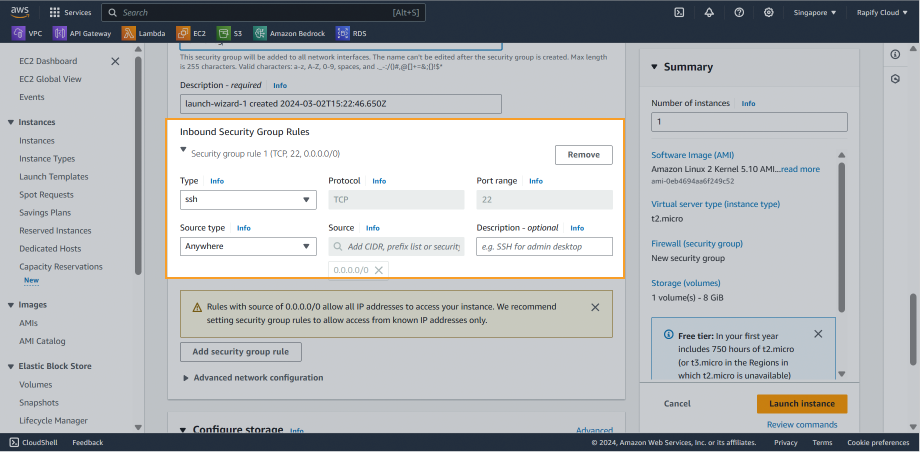 aws
Services
Search
[Alt+S]
Singapore
Rapify Cloud
VPC
API Gateway
Lambda
EC2
S3
Amazon Bedrock
RDS
EC2 Dashboard
EC2 Global View
Events
Instances
Instances
Instance Types
Launch Templates
Spot Requests
Savings Plans
Reserved Instances
Dedicated Hosts
Capacity Reservations
New
Images
AMIs
AMI Catalog
Elastic Block Store
Volumes
Snapshots
Lifecycle Manager
This security group will be added to all network interfaces. The name can't be edited after the security group is created. Max length
is 255 characters. Valid characters: a-z, A-Z, 0-9, spaces, and ._-:/()#,@[]+=&;{}!$*
Description - required Info
launch-wizard-1 created 2024-03-02T15:22:46.650Z
Inbound Security Group Rules
Security group rule 1 (TCP, 22, 0.0.0.0/0)
Remove
Type Info
Protocol Info
Port range Info
ssh
TCP
22
Source type Info
Source Info
Description - optional Info
Anywhere
Add CIDR, prefix list or security
e.g. SSH for admin desktop
0.0.0.0/0
Rules with source of 0.0.0.0/0 allow all IP addresses to access your instance. We recommend
setting security group rules to allow access from known IP addresses only.
Add security group rule
Advanced network configuration
Configure storage Info
Advanced
Summary
Number of instances Info
1
Software Image (AMI)
Amazon Linux 2 Kernel 5.10 AMI...read more
ami-0eb4694aa6f249c52
Virtual server type (instance type)
t2.micro
Firewall (security group)
New security group
Storage (volumes)
1 volume(s) - 8 GiB
Free tier: In your first year
includes 750 hours of t2.micro
(or t3.micro in the Regions in
which t2.micro is unavailable)
Cancel
Launch instance
Review commands
CloudShell
Feedback
© 2024, Amazon Web Services, Inc. or its affiliates.
Privacy
Terms
Cookie preferences